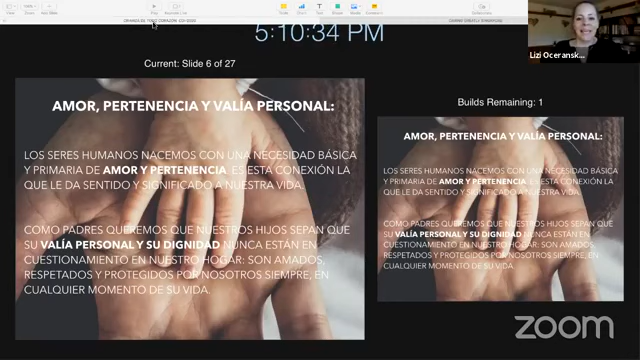 5:10:34 PM
Current: Slide 6 of 27
AMOR, PERTENENCIA Y VALÍA PERSONAL:
LOS SERES HUMANOS NACEMOS CON UNA NECESIDAD BÁSICA
Y PRIMARIA DE AMOR Y PERTENENCIA. ES ESTA CONEXIÓN LA
QUE LE DA SENTIDO Y SIGNIFICADO A NUESTRA VIDA.
COMO PADRES QUEREMOS QUE NUESTROS HIJOS SEPAN QUE
SU VALÍA PERSONAL Y SU DIGNIDAD NUNCA ESTÁN EN
CUESTIONAMIENTO EN NUESTRO HOGAR: SON AMADOS,
RESPETADOS Y PROTEGIDOS POR NOSOTROS SIEMPRE, EN
CUALQUIER MOMENTO DE SU VIDA.
Lizi Oceransk...
Builds Remaining: 1
AMOR, PERTENENCIA Y VALÍA PERSONAL:
LOS SERES HUMANOS NACEMOS CON UNA NECESIDAD BÁSICA
Y PRIMARIA DE AMOR Y PERTENENCIA. ES ESTA CONEXIÓN LA
QUE LE DA SENTIDO Y SIGNIFICADO A NUESTRA VIDA.
COMO PADRES QUEREMOS QUE NUESTROS HIJOS SEPAN QUE
SU VALÍA PERSONAL Y SU DIGNIDAD NUNCA ESTÁN EN
CUESTIONAMIENTO EN NUESTRO HOGAR: SON AMADOS,
RESPETADOS Y PROTEGIDOS POR NOSOTROS SIEMPRE, EN
CUALQUIER MOMENTO DE SU VIDA.
zoom